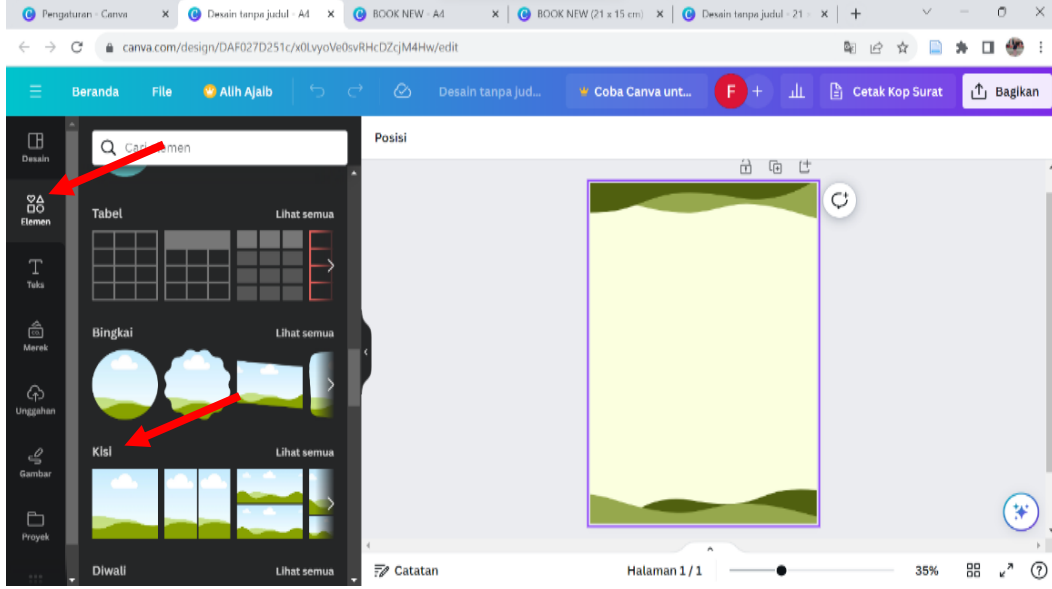 Pengaturan - Canva
Desain tanpa judul - A4
BOOK NEW - A4
BOOK NEW (21 x 15 cm)
Desain tanpa judul - 21
canva.com/design/DAF027D251c/x0LvyoVe0svRHcDZcjM4Hw/edit
Beranda
File
Alih Ajaib
Desain tanpa jud...
Coba Canva unt...
F
Cetak Kop Surat
Bagikan
Desain
Elemen
Teks
Merek
Unggahan
Gambar
Proyek
Cari elemen
Tabel
Lihat semua
Bingkai
Lihat semua
Kisi
Lihat semua
Diwali
Lihat semua
Posisi
Catatan
Halaman 1 / 1
35%